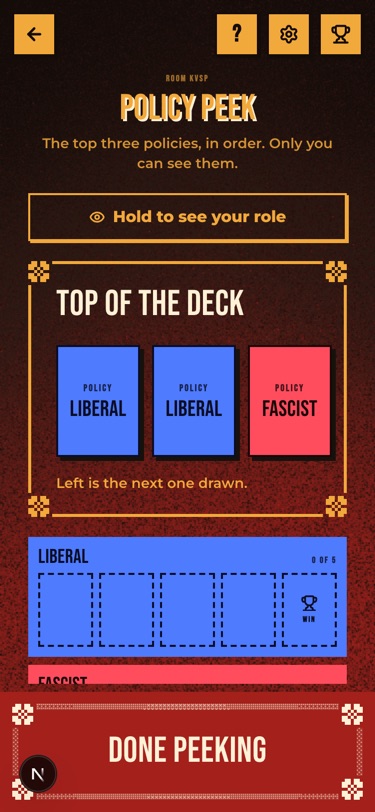 ?
ROOM KVSP
POLICY PEEK
The top three policies, in order. Only you
can see them.
Hold to see your role
TOP OF THE DECK
POLICY
LIBERAL
POLICY
LIBERAL
POLICY
FASCIST
Left is the next one drawn.
LIBERAL
0 OF 5
WIN
FASCIST
DONE PEEKING
N